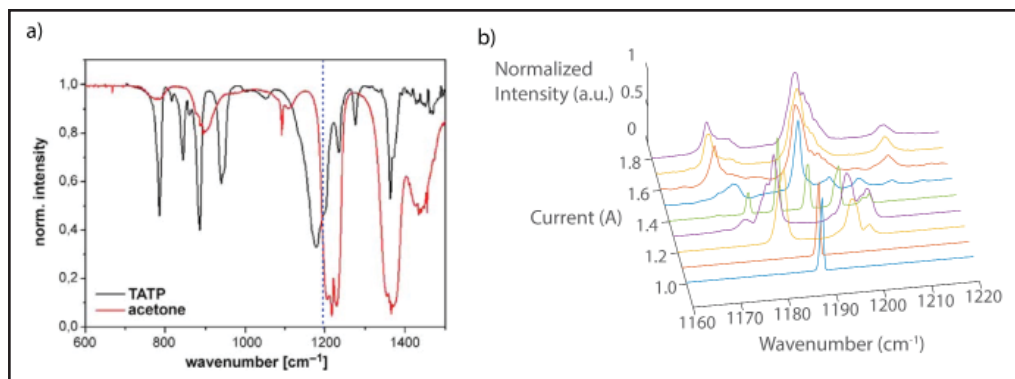 a)
norm. intensity
1,0
0,8
0,6
0,4
0,2
0,0
TATP
acetone
600 800 1000 1200 1400
wavenumber [cm⁻¹]
b)
Normalized
Intensity (a.u.)
1
0.5
0
1.8
1.6
1.4
1.2
1.0
Current (A)
1160 1170 1180 1190 1200 1210 1220
Wavenumber (cm⁻¹)